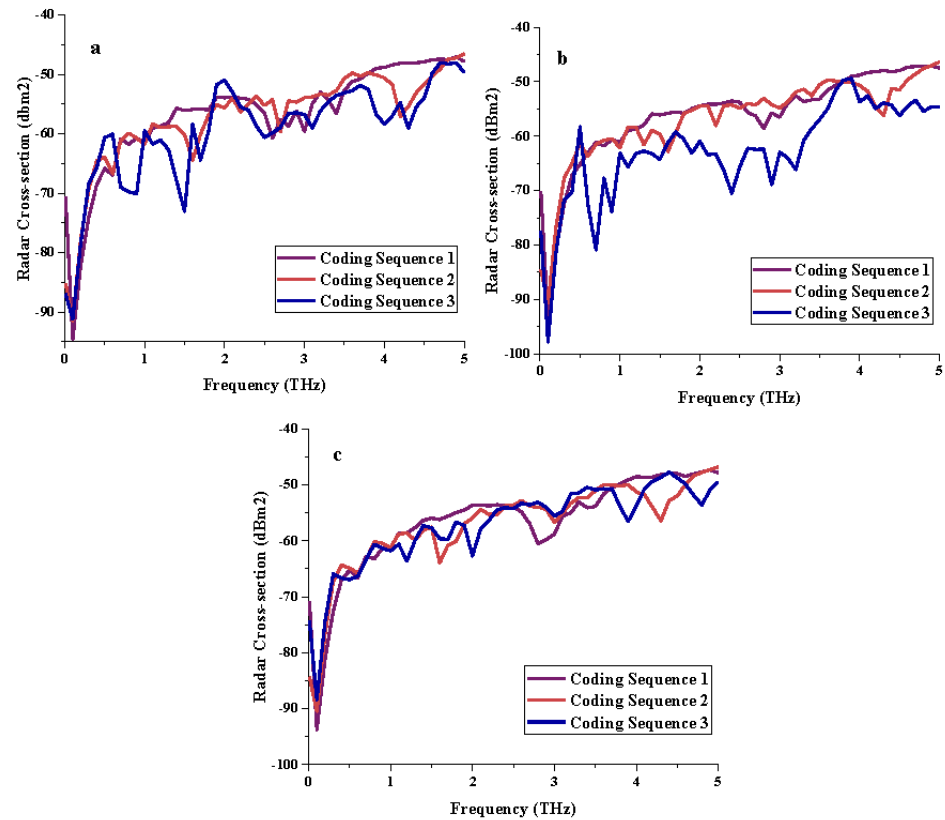 a
Radar Cross-section (dbm2)
-40
-50
-60
-70
-80
-90
Coding Sequence 1
Coding Sequence 2
Coding Sequence 3
0 1 2 3 4 5
Frequency (THz)
b
Radar Cross-section (dBm2)
-40
-50
-60
-70
-80
-90
-100
Coding Sequence 1
Coding Sequence 2
Coding Sequence 3
0 1 2 3 4 5
Frequency (THz)
c
Radar Cross-section (dBm2)
-40
-50
-60
-70
-80
-90
-100
Coding Sequence 1
Coding Sequence 2
Coding Sequence 3
0 1 2 3 4 5
Frequency (THz)